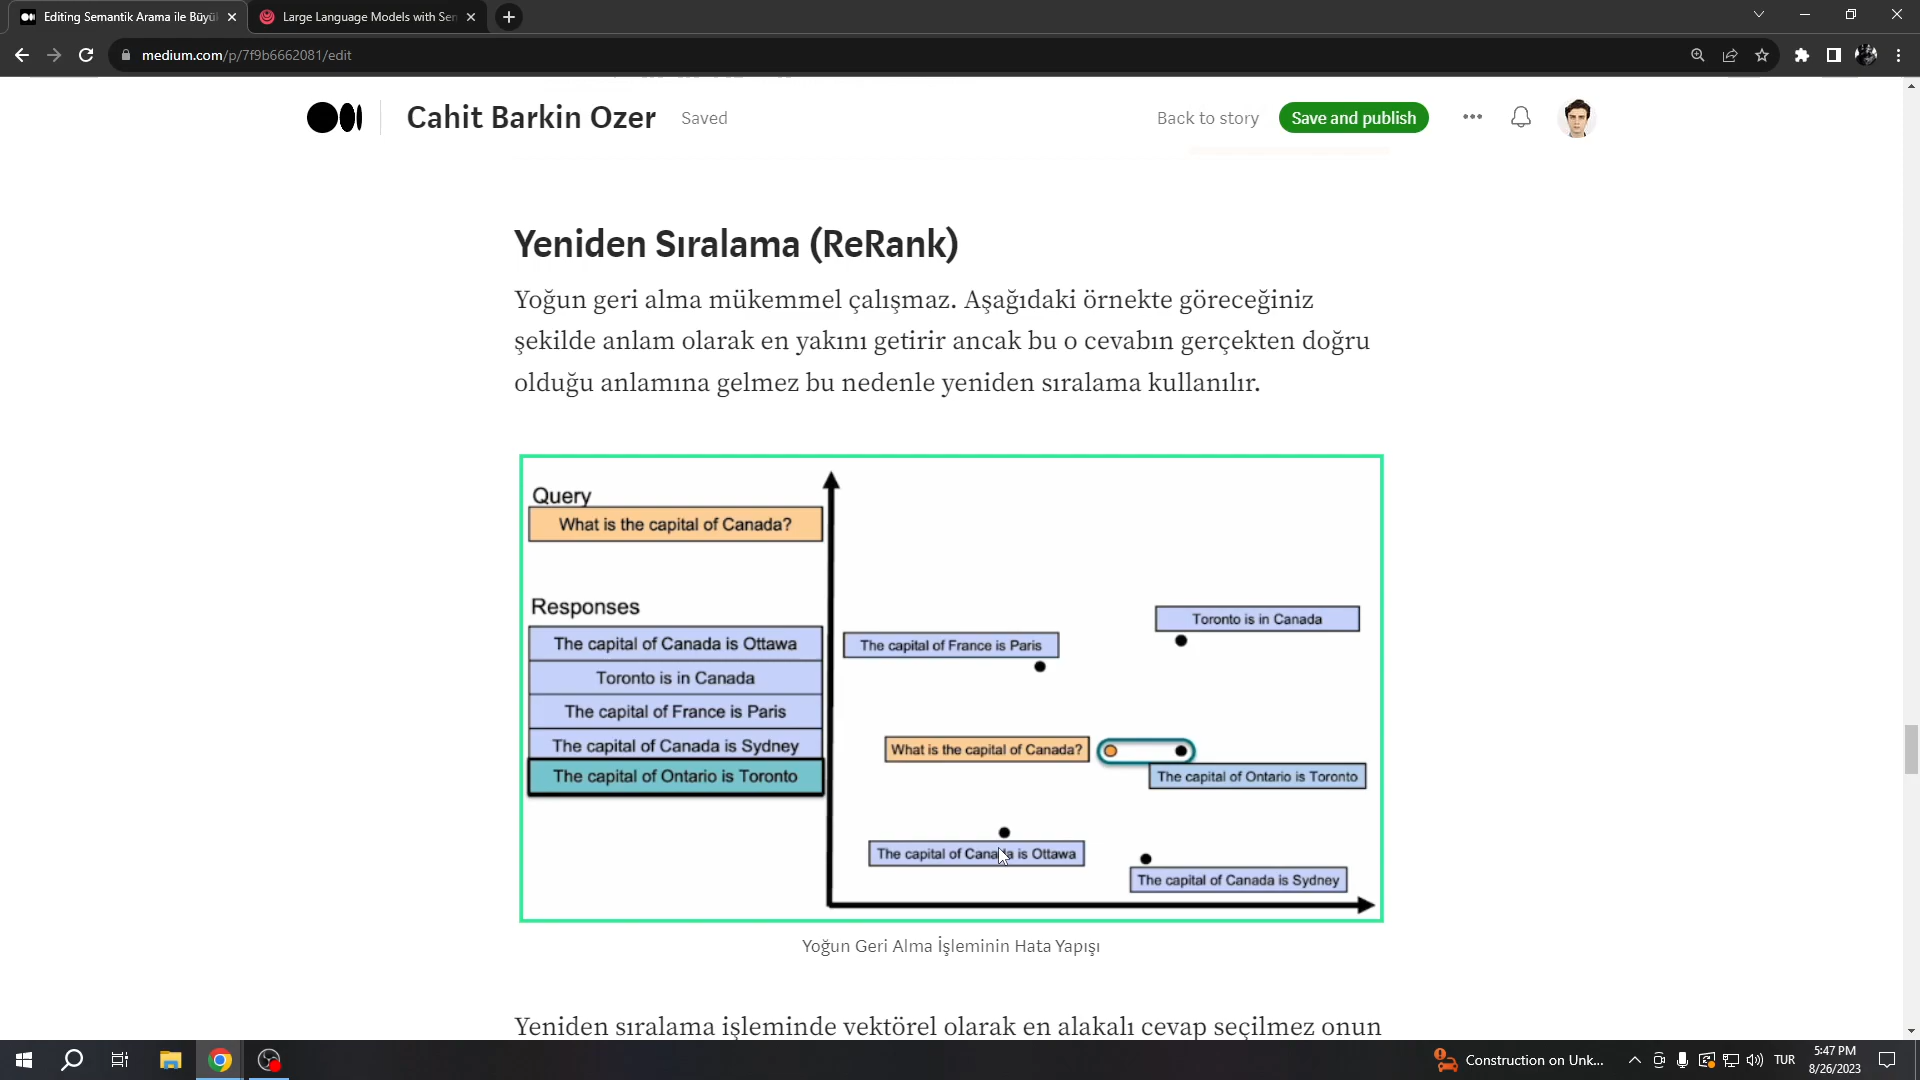 Editing Semantik Arama ile Büyü
Large Language Models with Sem
medium.com/p/7f9b6662081/edit
Cahit Barkin Ozer
Saved
Back to story
Save and publish
Yeniden Sıralama (ReRank)
Yoğun geri alma mükemmel çalışmaz. Aşağıdaki örnekte göreceğiniz
şekilde anlam olarak en yakını getirir ancak bu o cevabın gerçekten doğru
olduğu anlamına gelmez bu nedenle yeniden sıralama kullanılır.
Query
What is the capital of Canada?
Responses
The capital of Canada is Ottawa
Toronto is in Canada
The capital of France is Paris
The capital of Canada is Sydney
The capital of Ontario is Toronto
Toronto is in Canada
The capital of France is Paris
What is the capital of Canada?
The capital of Ontario is Toronto
The capital of Canada is Ottawa
The capital of Canada is Sydney
Yoğun Geri Alma İşleminin Hata Yapışı
Yeniden sıralama işleminde vektörel olarak en alakalı cevap seçilmez onun
Construction on Unk...
TUR
5:47 PM
8/26/2023